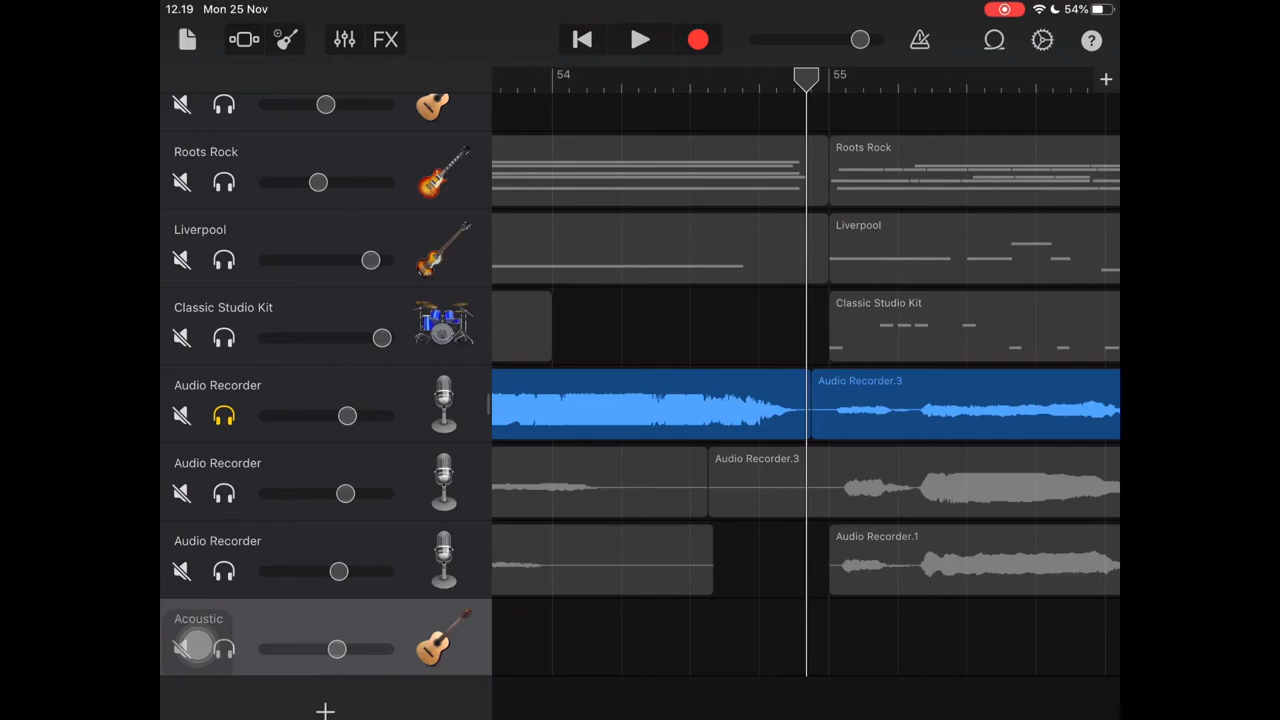 12.19 Mon 25 Nov
54%
FX
54
55
Roots Rock
Roots Rock
Liverpool
Liverpool
Classic Studio Kit
Classic Studio Kit
Audio Recorder
Audio Recorder.3
Audio Recorder
Audio Recorder.3
Audio Recorder
Audio Recorder.1
Acoustic